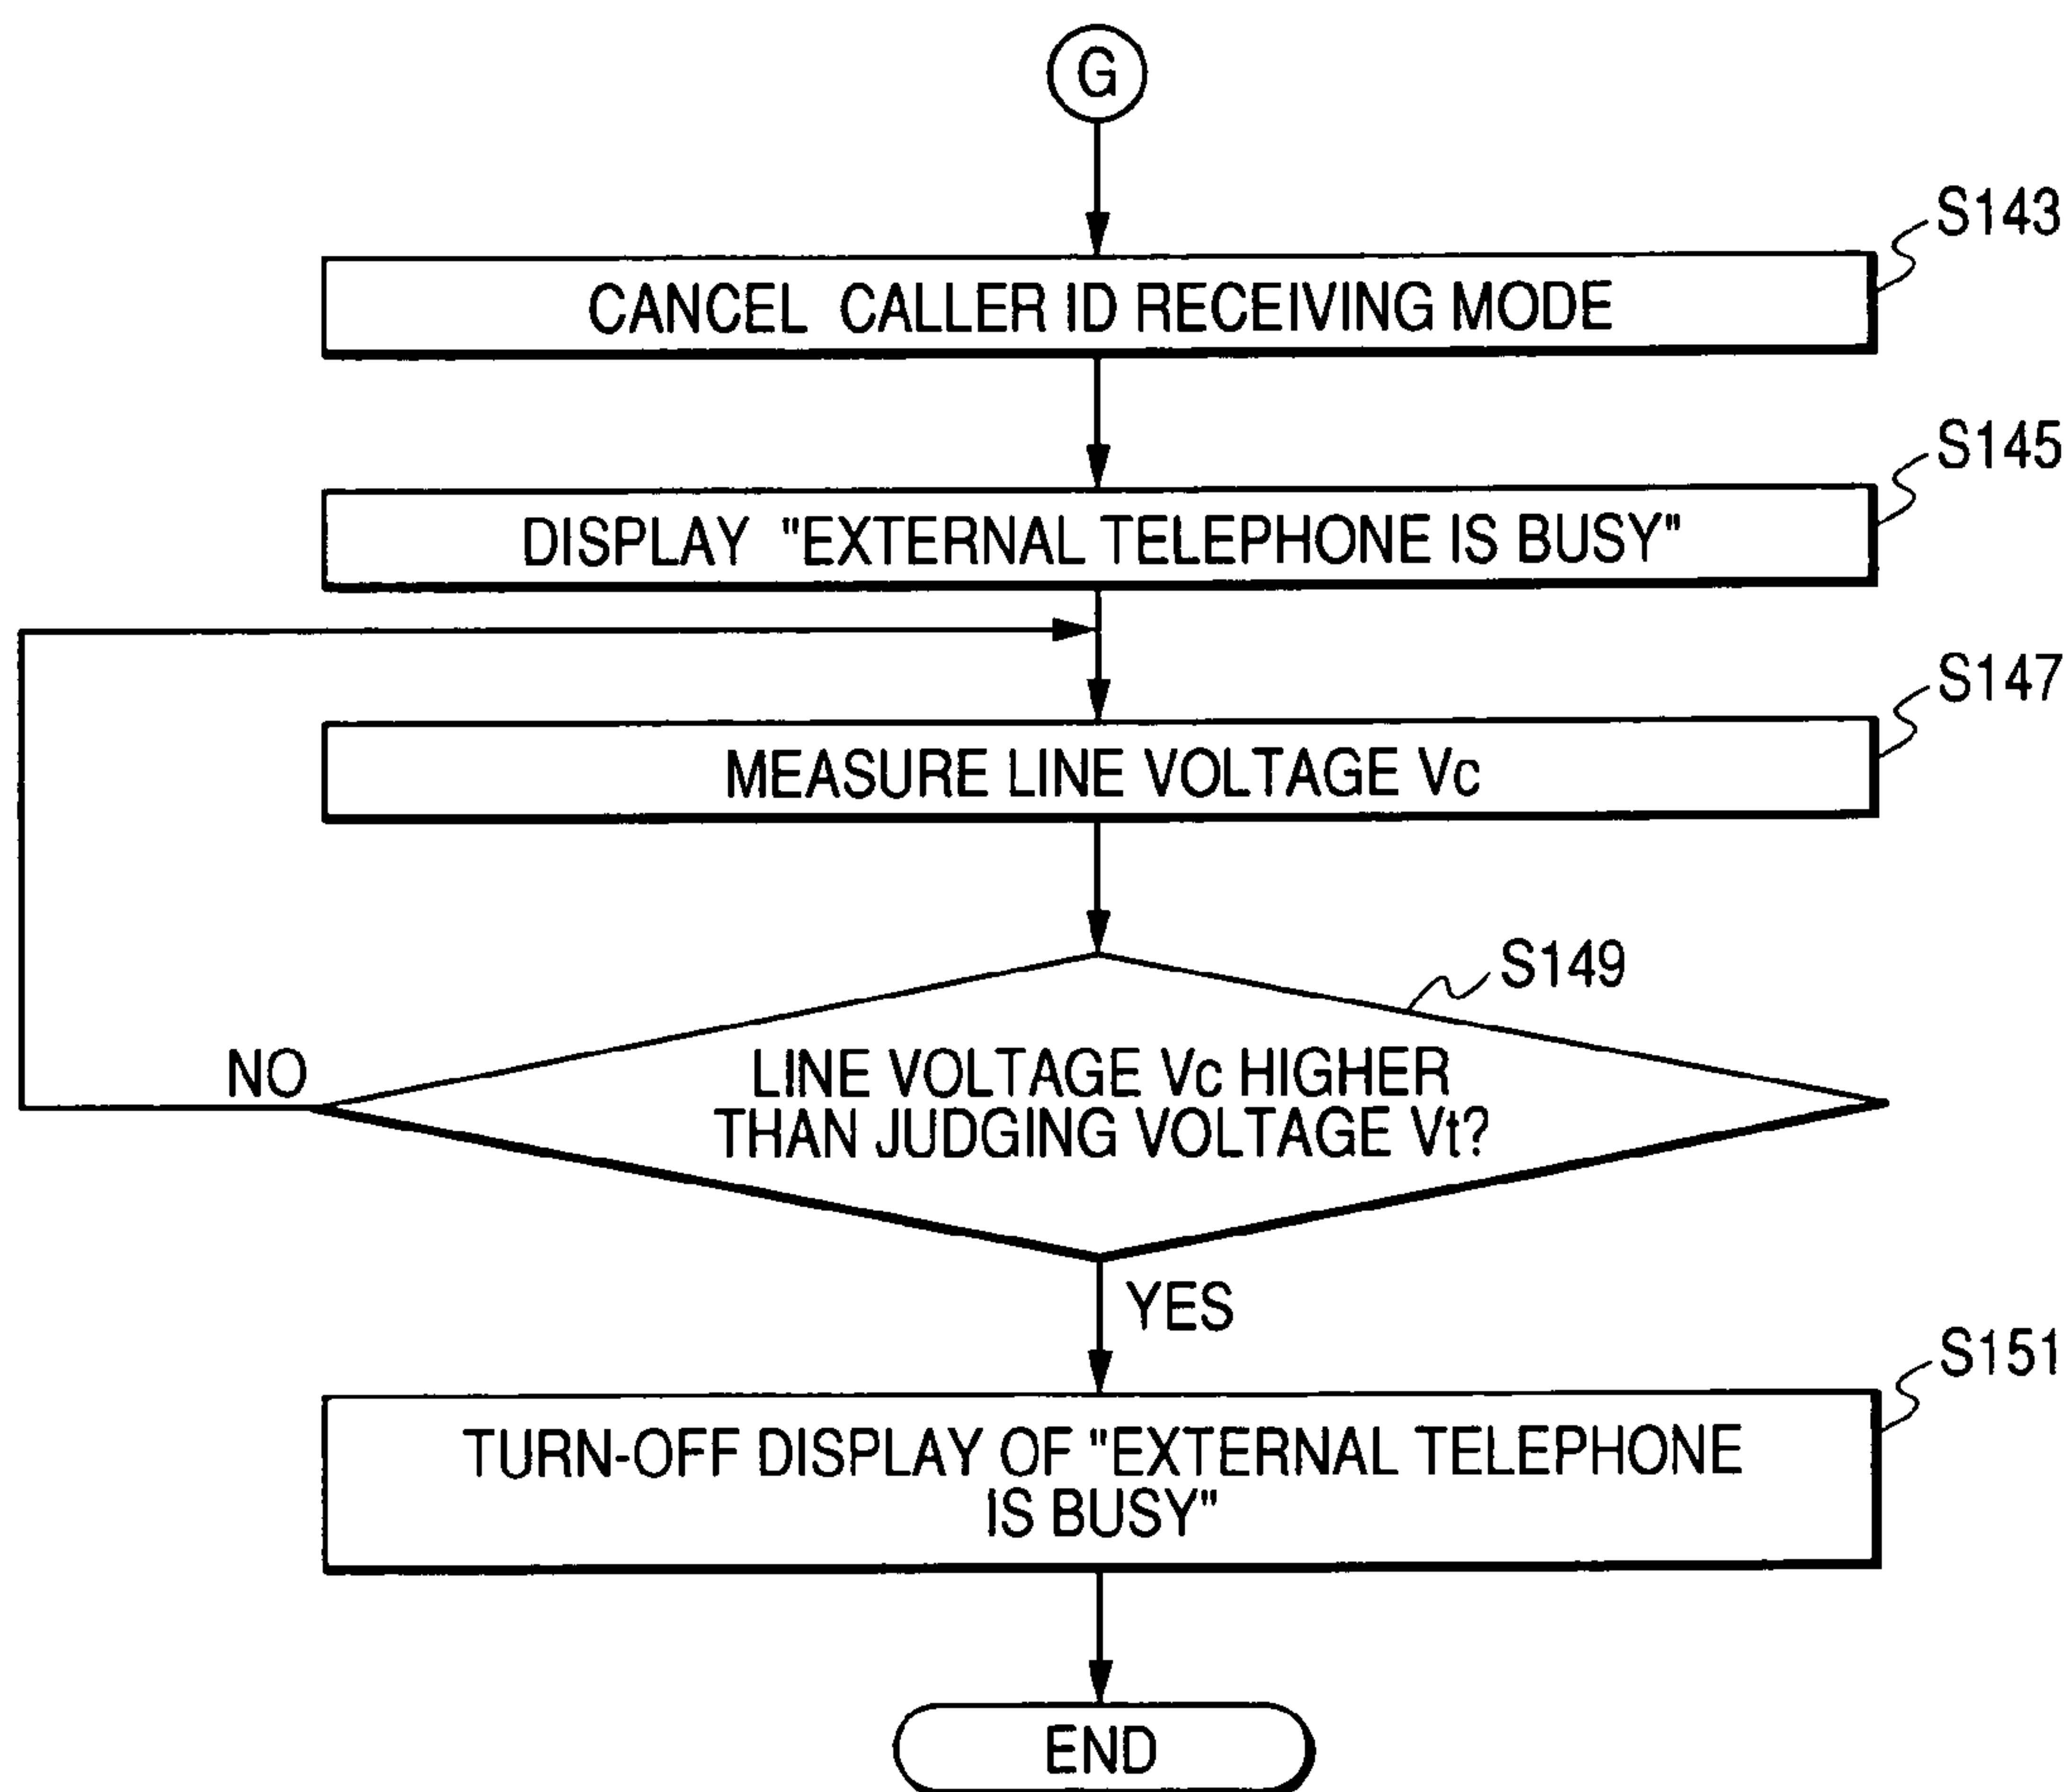 G
S143
CANCEL CALLER ID RECEIVING MODE
S145
DISPLAY "EXTERNAL TELEPHONE IS BUSY"
S147
MEASURE LINE VOLTAGE Vc
S149
NO
LINE VOLTAGE Vc HIGHER
THAN JUDGING VOLTAGE Vt?
YES
S151
TURN-OFF DISPLAY OF "EXTERNAL TELEPHONE
IS BUSY"
END